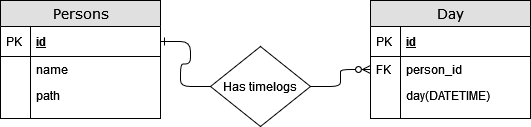 Persons
PK id
name
path
Has timelogs
Day
PK id
FK person_id
day(DATETIME)